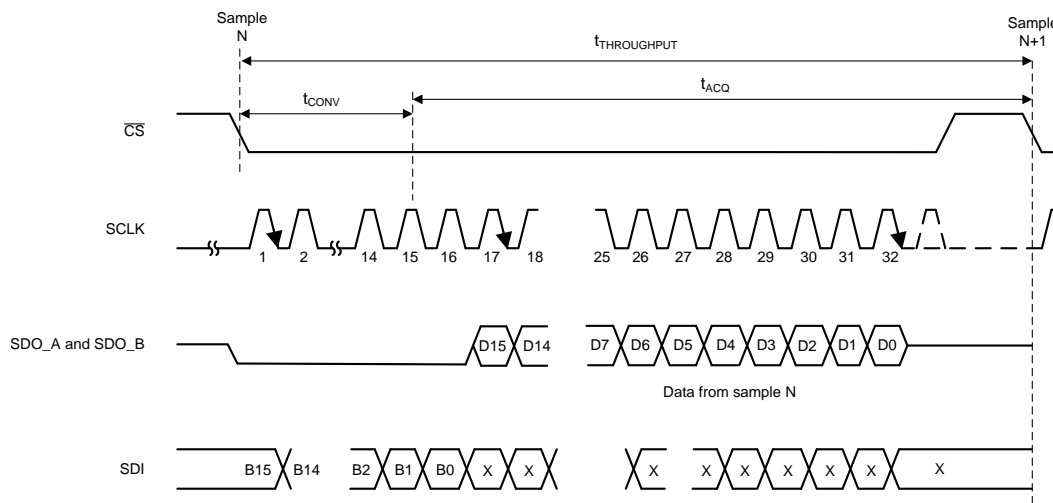 Sample
N
Sample
N+1
tTHROUGHPUT
tCONV
tACQ
CS
SCLK
1 2 14 15 16 17 18 25 26 27 28 29 30 31 32
SDO_A and SDO_B
D15 D14 D7 D6 D5 D4 D3 D2 D1 D0
Data from sample N
SDI
B15 B14 B2 B1 B0 X X X X X X X X X